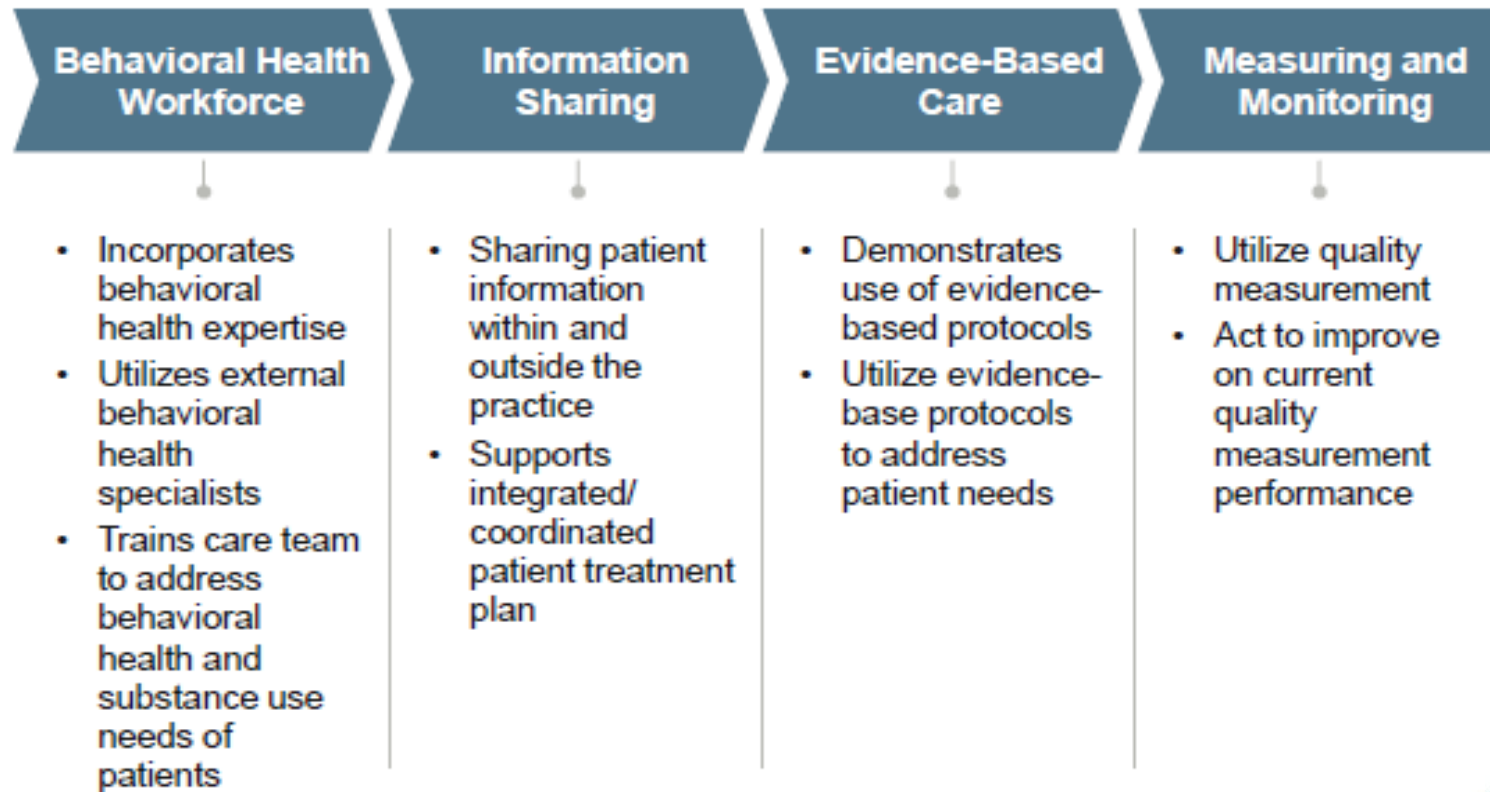 Behavioral Health
Workforce
Information
Sharing
Evidence-Based
Care
Measuring and
Monitoring
• Incorporates
behavioral
health expertise
• Utilizes external
behavioral
health
specialists
• Trains care team
to address
behavioral
health and
substance use
needs of
patients
• Sharing patient
information
within and
outside the
practice
• Supports
integrated/
coordinated
patient treatment
plan
• Demonstrates
use of evidence-
based protocols
• Utilize evidence-
base protocols
to address
patient needs
• Utilize quality
measurement
• Act to improve
on current
quality
measurement
performance